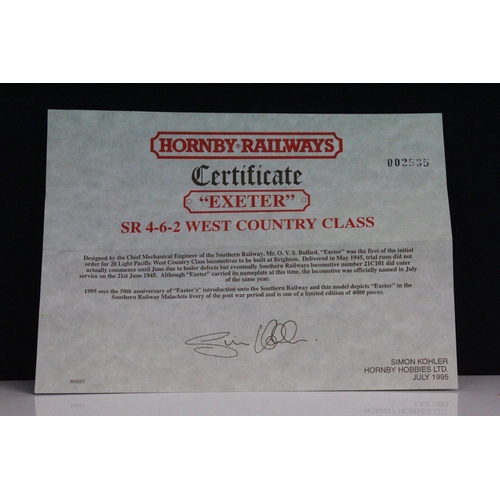 HORNBY RAILWAYS
002535
Certificate
"EXETER"
SR 4-6-2 WEST COUNTRY CLASS
Designed by the Chief Mechanical Engineer of the Southern Railway, Mr. O. V. S. Bullied, "Exeter" was the first of the initial
order for 20 Light Pacific West Country Class locomotives to be built at Brighton. Delivered in May 1945, trial runs did not
actually commence until June due to boiler defects but eventually Southern Railways locomotive number 21C101 did enter
service on the 21st June 1945. Although "Exeter" carried its nameplate at this time, the locomotive was officially named in July
of the same year.
1995 sees the 50th anniversary of "Exeter's" introduction onto the Southern Railway and this model depicts "Exeter" in the
Southern Railway Malachite livery of the post war period and is one of a limited edition of 4000 pieces.
SIMON KOHLER
HORNBY HOBBIES LTD.
JULY 1995